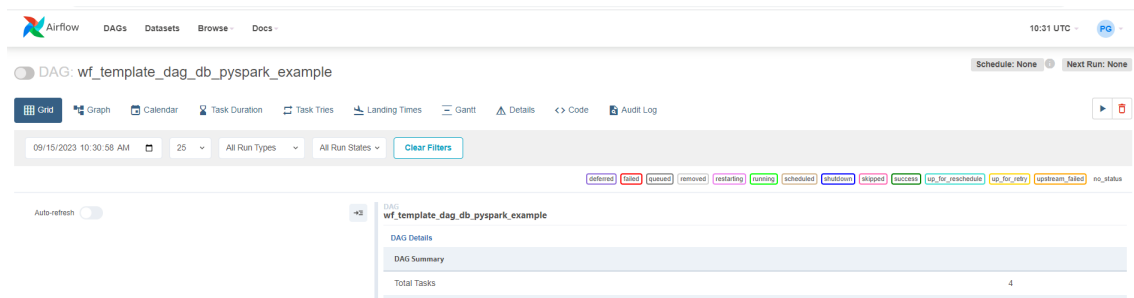 Airflow DAGs Datasets Browse Docs 10:31 UTC PG
DAG: wf_template_dag_db_pyspark_example Schedule: None Next Run: None
Grid Graph Calendar Task Duration Task Tries Landing Times Gantt Details <> Code Audit Log
09/15/2023 10:30:58 AM 25 All Run Types All Run States Clear Filters
deferred failed queued removed restarting running scheduled shutdown skipped success up_for_reschedule up_for_retry upstream_failed no_status
Auto-refresh
DAG
wf_template_dag_db_pyspark_example
DAG Details
DAG Summary
Total Tasks 4